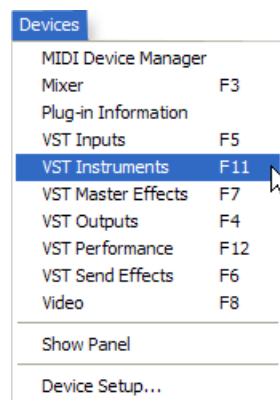 Devices
MIDI Device Manager
Mixer F3
Plug-in Information
VST Inputs F5
VST Instruments F11
VST Master Effects F7
VST Outputs F4
VST Performance F12
VST Send Effects F6
Video F8
Show Panel
Device Setup...